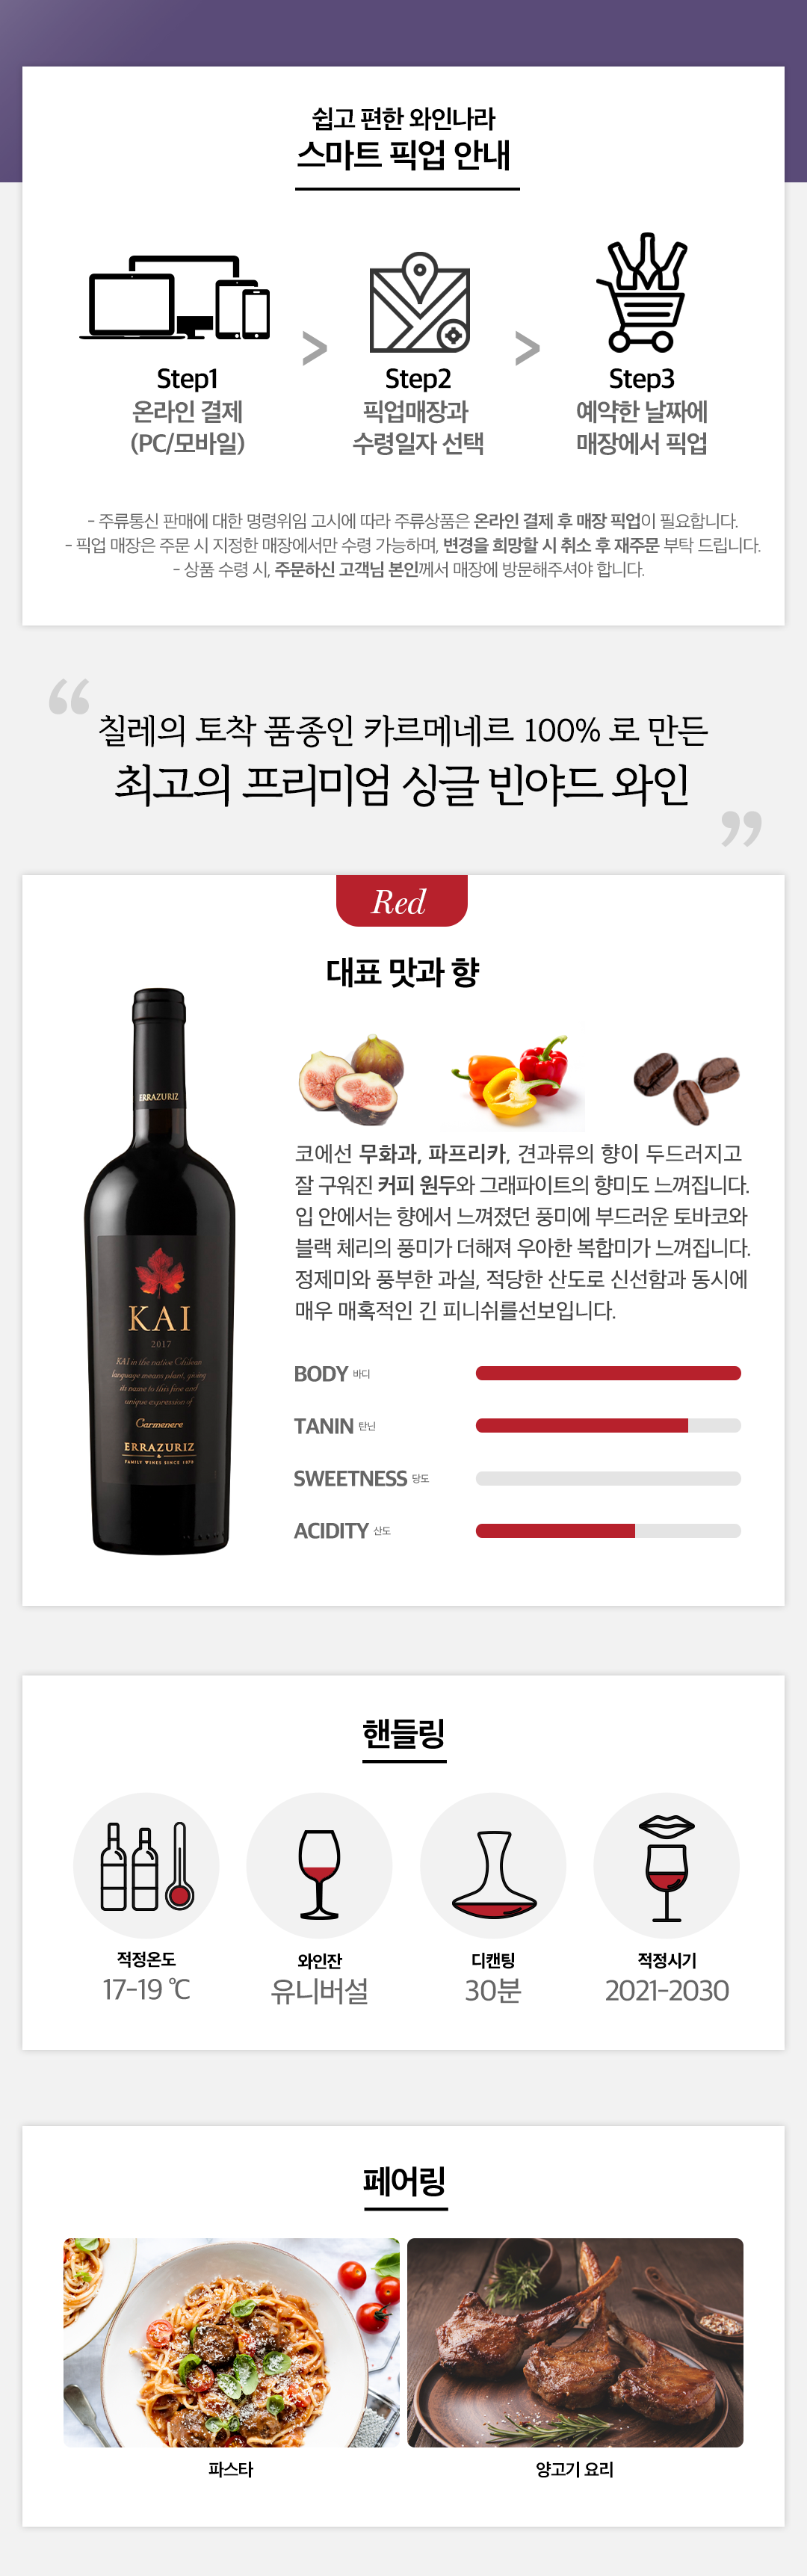 쉽고 편한 와인나라
스마트 픽업 안내
Step1
온라인 결제
(PC/모바일)
>
Step2
픽업매장과
수령일자 선택
>
Step3
예약한 날짜에
매장에서 픽업
- 주류통신 판매에 대한 명령위임 고시에 따라 주류상품은 온라인 결제 후 매장 픽업이 필요합니다.
- 픽업 매장은 주문 시 지정한 매장에서만 수령 가능하며, 변경을 희망할 시 취소 후 재주문 부탁 드립니다.
- 상품 수령 시, 주문하신 고객님 본인께서 매장에 방문해주셔야 합니다.
“
칠레의 토착 품종인 카르메네르 100% 로 만든
최고의 프리미엄 싱글 빈야드 와인
”
Red
대표 맛과 향
ERRAZURIZ
KAI
2017
KAI in the native Chilean
language means plant, giving
its name to this fine and
unique expression of
Carmenere
ERRAZURIZ
&
FAMILY WINES SINCE 1870
코에선 무화과, 파프리카, 견과류의 향이 두드러지고
잘 구워진 커피 원두와 그래파이트의 향미도 느껴집니다.
입 안에서는 향에서 느껴졌던 풍미에 부드러운 토바코와
블랙 체리의 풍미가 더해져 우아한 복합미가 느껴집니다.
정제미와 풍부한 과실, 적당한 산도로 신선함과 동시에
매우 매혹적인 긴 피니쉬를선보입니다.
BODY 바디
TANIN 탄닌
SWEETNESS 당도
ACIDITY 산도
핸들링
적정온도
17-19 ℃
와인잔
유니버설
디캔팅
30분
적정시기
2021-2030
페어링
파스타
양고기 요리